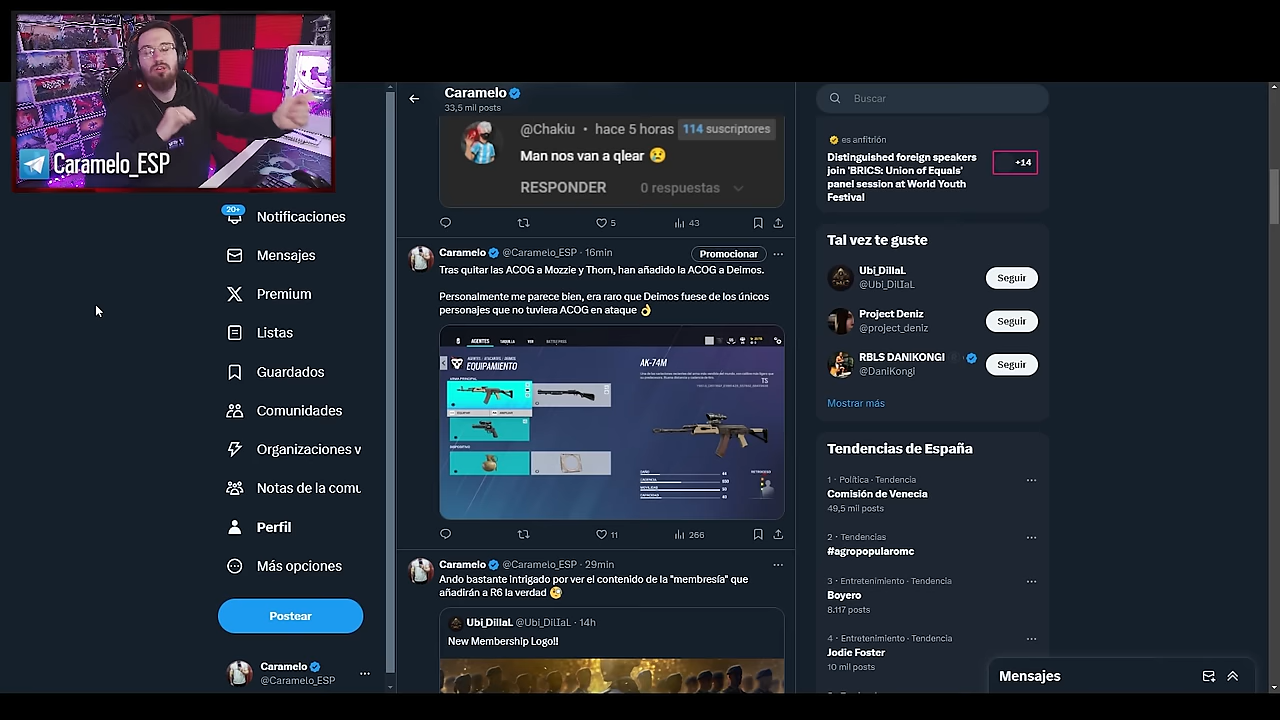 Caramelo_ESP
20+
Notificaciones
Mensajes
Premium
Listas
Guardados
Comunidades
Organizaciones v
Notas de la comu
Perfil
Más opciones
Postear
Caramelo
@Caramelo_ESP
Caramelo
33,5 mil posts
@Chakiu • hace 5 horas 114 suscriptores
Man nos van a qlear 😢
RESPONDER 0 respuestas
5 43
Caramelo @Caramelo_ESP · 16min
Promocionar
Tras quitar las ACOG a Mozzie y Thorn, han añadido la ACOG a Deimos.
Personalmente me parece bien, era raro que Deimos fuese de los únicos
personajes que no tuviera ACOG en ataque 👌
AGENTES TAQUILLA VER BATTLE PASS
EQUIPAMIENTO
AK-74M
11 266
Caramelo @Caramelo_ESP · 29min
Ando bastante intrigado por ver el contenido de la "membresía" que
añadirán a R6 la verdad 🧐
Ubi_DillaL @Ubi_DilIaL · 14h
New Membership Logo!!
Buscar
es anfitrión
Distinguished foreign speakers
join 'BRICS: Union of Equals'
panel session at World Youth
Festival
+14
Tal vez te guste
Ubi_DillaL
@Ubi_DilIaL
Seguir
Project Deniz
@project_deniz
Seguir
RBLS DANIKONGI
@DaniKongi
Seguir
Mostrar más
Tendencias de España
1 · Política · Tendencia
Comisión de Venecia
49,5 mil posts
2 · Tendencias
#agropopularomc
3 · Entretenimiento · Tendencia
Boyero
8.117 posts
4 · Entretenimiento · Tendencia
Jodie Foster
10 mil posts
Mensajes